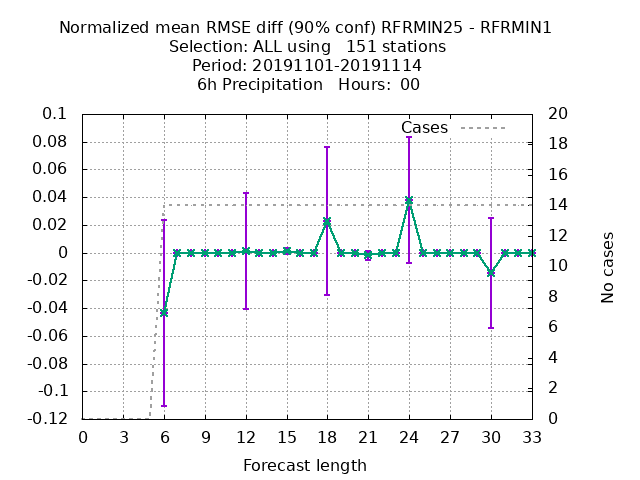 Normalized mean RMSE diff (90% conf) RFRMIN25 - RFRMIN1
Selection: ALL using   151 stations
Period: 20191101-20191114
6h Precipitation   Hours:  00
Cases
0.1
0.08
0.06
0.04
0.02
0
-0.02
-0.04
-0.06
-0.08
-0.1
-0.12
20
18
16
14
12
10
8
6
4
2
0
No cases
0 3 6 9 12 15 18 21 24 27 30 33
Forecast length